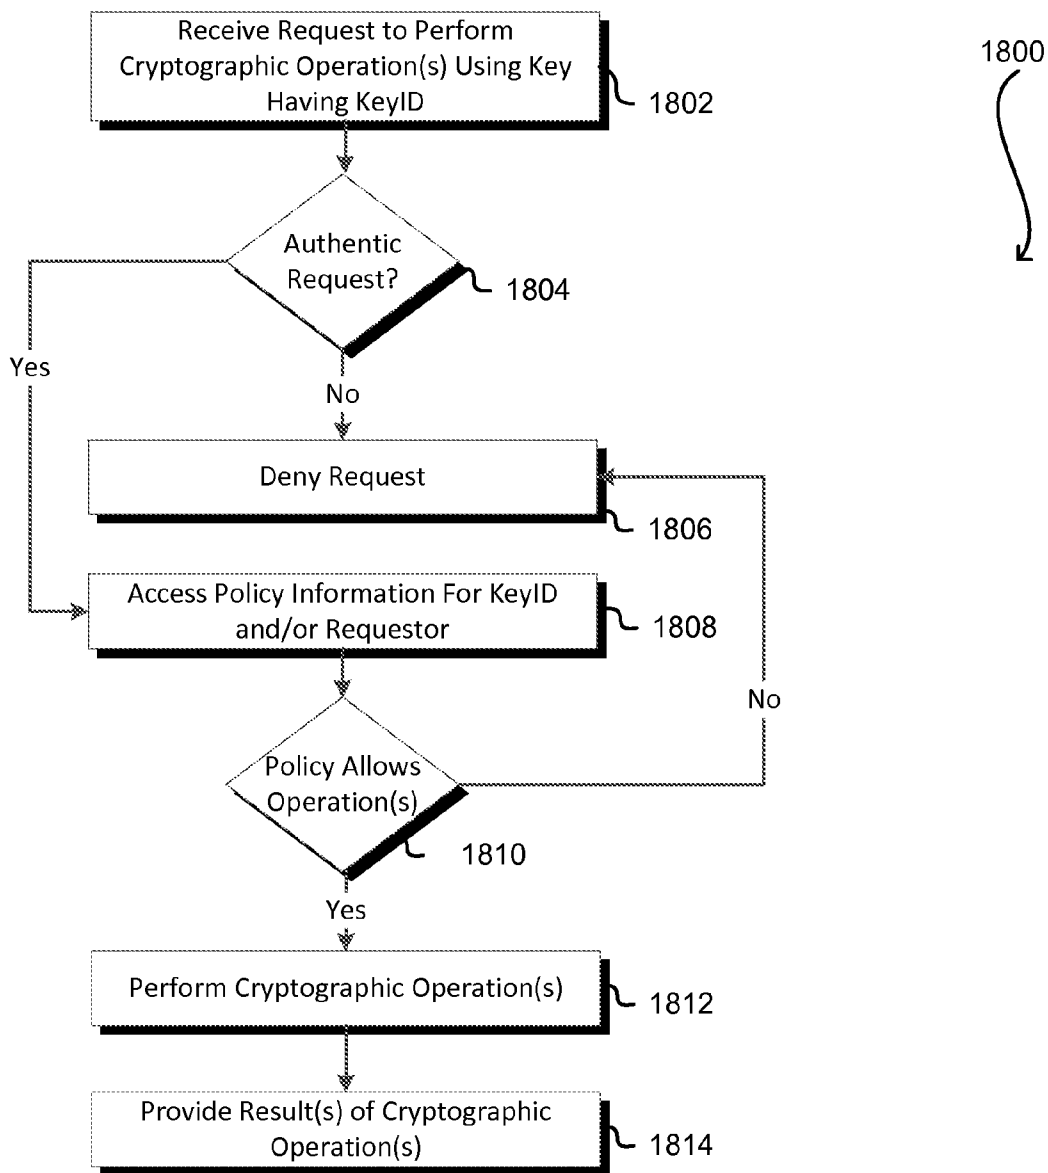 Receive Request to Perform
Cryptographic Operation(s) Using Key
Having KeyID
1802
1800
Authentic
Request?
1804
Yes
No
Deny Request
1806
Access Policy Information For KeyID
and/or Requestor
1808
No
Policy Allows
Operation(s)
1810
Yes
Perform Cryptographic Operation(s)
1812
Provide Result(s) of Cryptographic
Operation(s)
1814